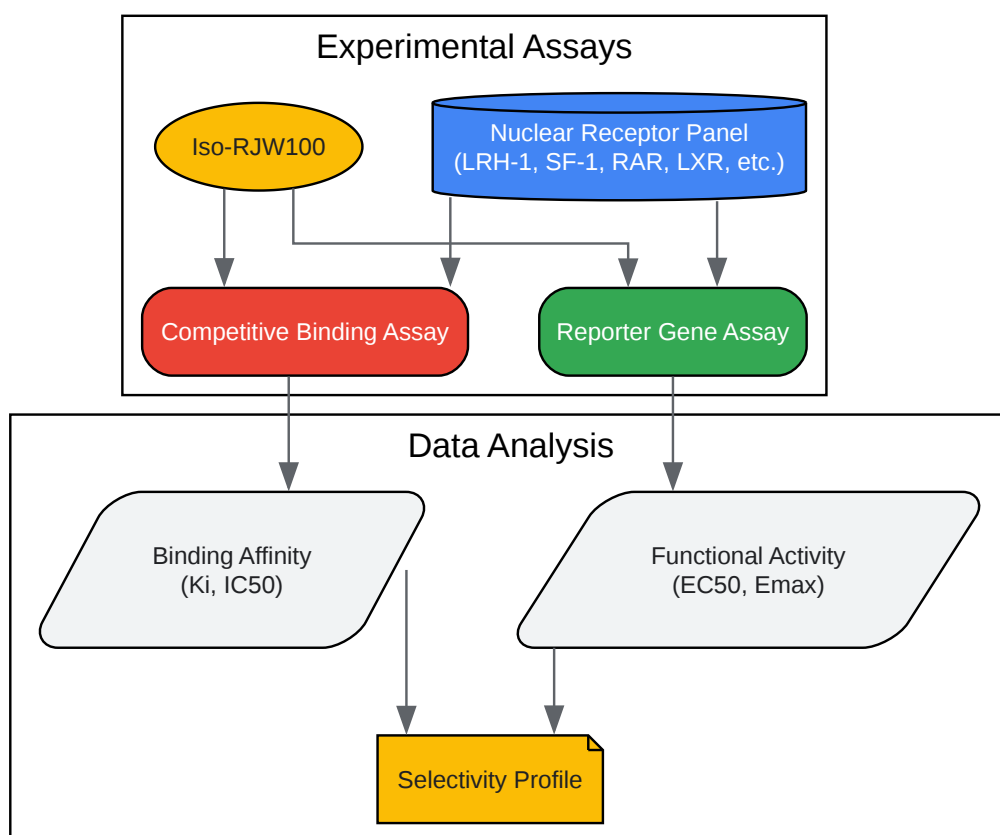 Experimental Assays
Iso-RJW100
Nuclear Receptor Panel
(LRH-1, SF-1, RAR, LXR, etc.)
Competitive Binding Assay
Reporter Gene Assay
Data Analysis
Binding Affinity
(Ki, IC50)
Functional Activity
(EC50, Emax)
Selectivity Profile